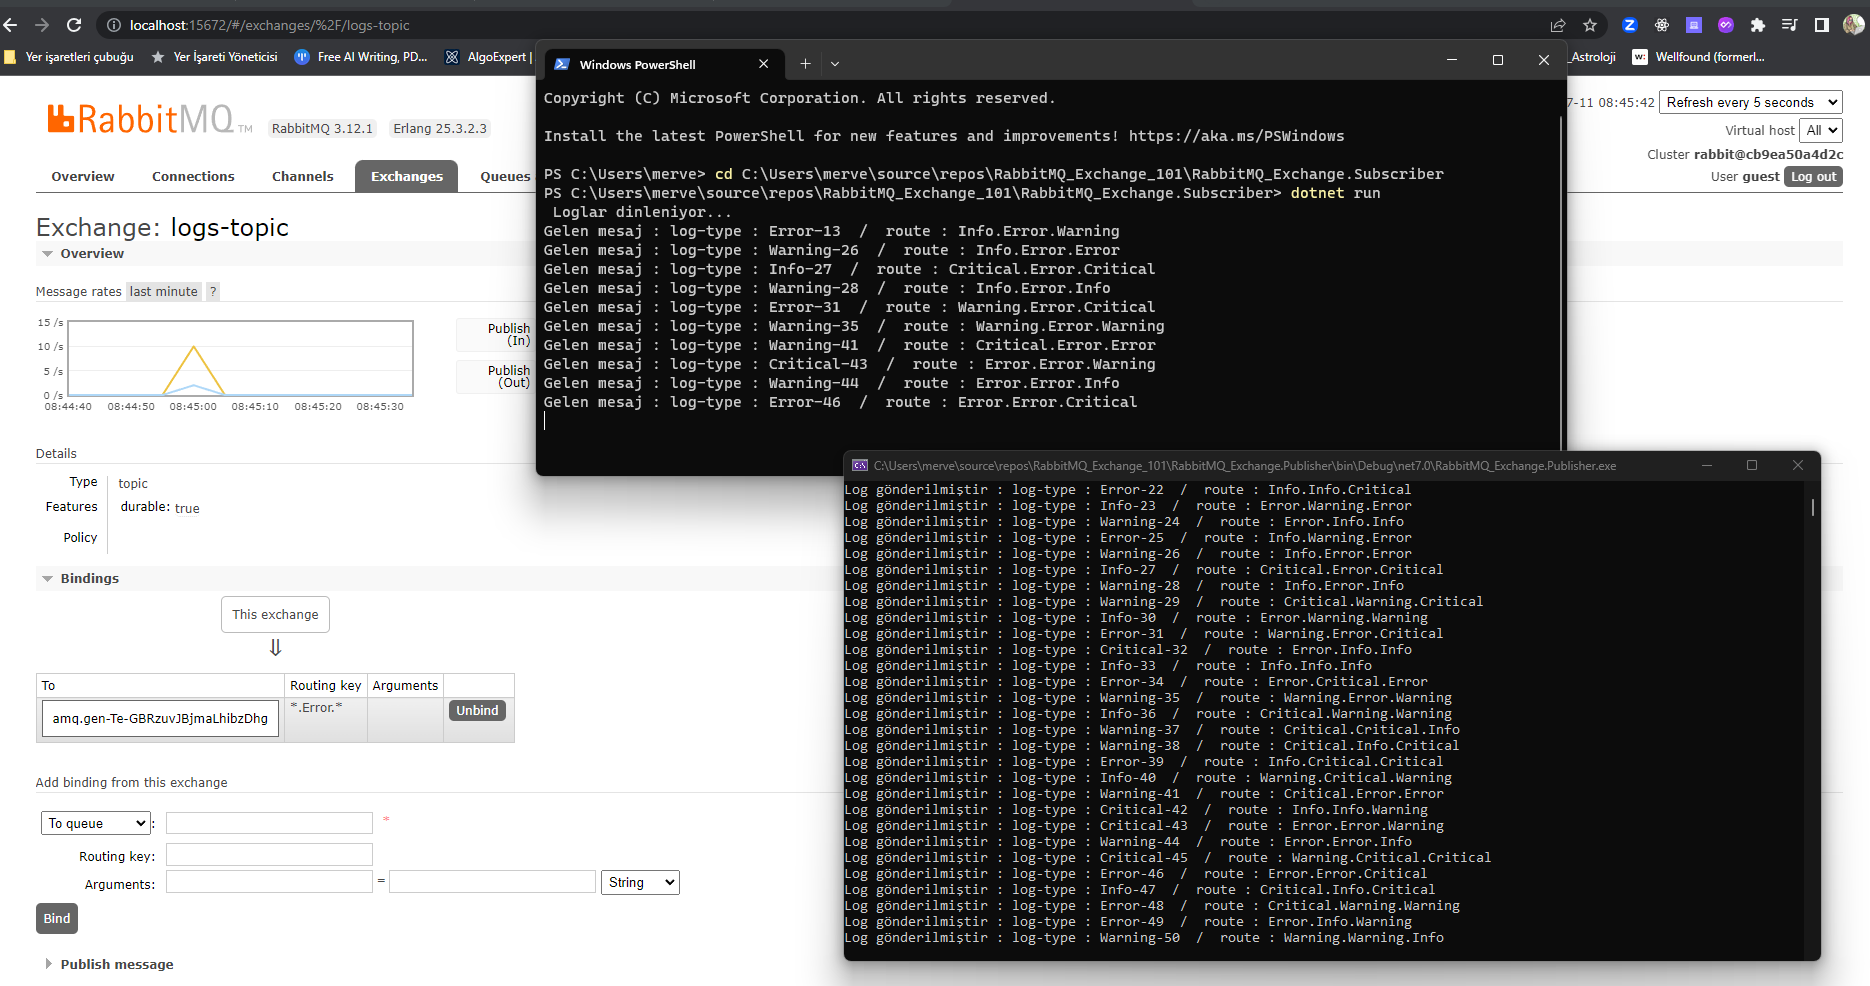 localhost:15672/#/exchanges/%2F/logs-topic
Yer işaretleri çubuğu
Yer İşareti Yöneticisi
Free AI Writing, PD...
AlgoExpert |
_Astroloji
Wellfound (formerl...
RabbitMQ TM
RabbitMQ 3.12.1
Erlang 25.3.2.3
7-11 08:45:42
Refresh every 5 seconds
Virtual host All
Cluster rabbit@cb9ea50a4d2c
User guest Log out
Overview
Connections
Channels
Exchanges
Queues
Exchange: logs-topic
Overview
Message rates last minute ?
15 /s
10 /s
5 /s
0 /s
08:44:40 08:44:50 08:45:00 08:45:10 08:45:20 08:45:30
Publish (In)
Publish (Out)
Details
Type topic
Features durable: true
Policy
Bindings
This exchange
⇓
To Routing key Arguments
amq.gen-Te-GBRzuvJBjmaLhibzDhg *.Error.* Unbind
Add binding from this exchange
To queue : *
Routing key:
Arguments: = String
Bind
Publish message
Windows PowerShell
Copyright (C) Microsoft Corporation. All rights reserved.
Install the latest PowerShell for new features and improvements! https://aka.ms/PSWindows
PS C:\Users\merve> cd C:\Users\merve\source\repos\RabbitMQ_Exchange_101\RabbitMQ_Exchange.Subscriber
PS C:\Users\merve\source\repos\RabbitMQ_Exchange_101\RabbitMQ_Exchange.Subscriber> dotnet run
Loglar dinleniyor...
Gelen mesaj : log-type : Error-13 / route : Info.Error.Warning
Gelen mesaj : log-type : Warning-26 / route : Info.Error.Error
Gelen mesaj : log-type : Info-27 / route : Critical.Error.Critical
Gelen mesaj : log-type : Warning-28 / route : Info.Error.Info
Gelen mesaj : log-type : Error-31 / route : Warning.Error.Critical
Gelen mesaj : log-type : Warning-35 / route : Warning.Error.Warning
Gelen mesaj : log-type : Warning-41 / route : Critical.Error.Error
Gelen mesaj : log-type : Critical-43 / route : Error.Error.Warning
Gelen mesaj : log-type : Warning-44 / route : Error.Error.Info
Gelen mesaj : log-type : Error-46 / route : Error.Error.Critical
C:\Users\merve\source\repos\RabbitMQ_Exchange_101\RabbitMQ_Exchange.Publisher\bin\Debug\net7.0\RabbitMQ_Exchange.Publisher.exe
Log gönderilmiştir : log-type : Error-22 / route : Info.Info.Critical
Log gönderilmiştir : log-type : Info-23 / route : Error.Warning.Error
Log gönderilmiştir : log-type : Warning-24 / route : Error.Info.Info
Log gönderilmiştir : log-type : Error-25 / route : Info.Warning.Error
Log gönderilmiştir : log-type : Warning-26 / route : Info.Error.Error
Log gönderilmiştir : log-type : Info-27 / route : Critical.Error.Critical
Log gönderilmiştir : log-type : Warning-28 / route : Info.Error.Info
Log gönderilmiştir : log-type : Warning-29 / route : Critical.Warning.Critical
Log gönderilmiştir : log-type : Info-30 / route : Error.Warning.Warning
Log gönderilmiştir : log-type : Error-31 / route : Warning.Error.Critical
Log gönderilmiştir : log-type : Critical-32 / route : Error.Info.Info
Log gönderilmiştir : log-type : Info-33 / route : Info.Info.Info
Log gönderilmiştir : log-type : Error-34 / route : Error.Critical.Error
Log gönderilmiştir : log-type : Warning-35 / route : Warning.Error.Warning
Log gönderilmiştir : log-type : Info-36 / route : Critical.Warning.Warning
Log gönderilmiştir : log-type : Warning-37 / route : Critical.Critical.Info
Log gönderilmiştir : log-type : Warning-38 / route : Critical.Info.Critical
Log gönderilmiştir : log-type : Error-39 / route : Info.Critical.Critical
Log gönderilmiştir : log-type : Info-40 / route : Warning.Critical.Warning
Log gönderilmiştir : log-type : Warning-41 / route : Critical.Error.Error
Log gönderilmiştir : log-type : Critical-42 / route : Info.Info.Warning
Log gönderilmiştir : log-type : Critical-43 / route : Error.Error.Warning
Log gönderilmiştir : log-type : Warning-44 / route : Error.Error.Info
Log gönderilmiştir : log-type : Critical-45 / route : Warning.Critical.Critical
Log gönderilmiştir : log-type : Error-46 / route : Error.Error.Critical
Log gönderilmiştir : log-type : Info-47 / route : Critical.Info.Critical
Log gönderilmiştir : log-type : Error-48 / route : Critical.Warning.Warning
Log gönderilmiştir : log-type : Error-49 / route : Error.Info.Warning
Log gönderilmiştir : log-type : Warning-50 / route : Warning.Warning.Info